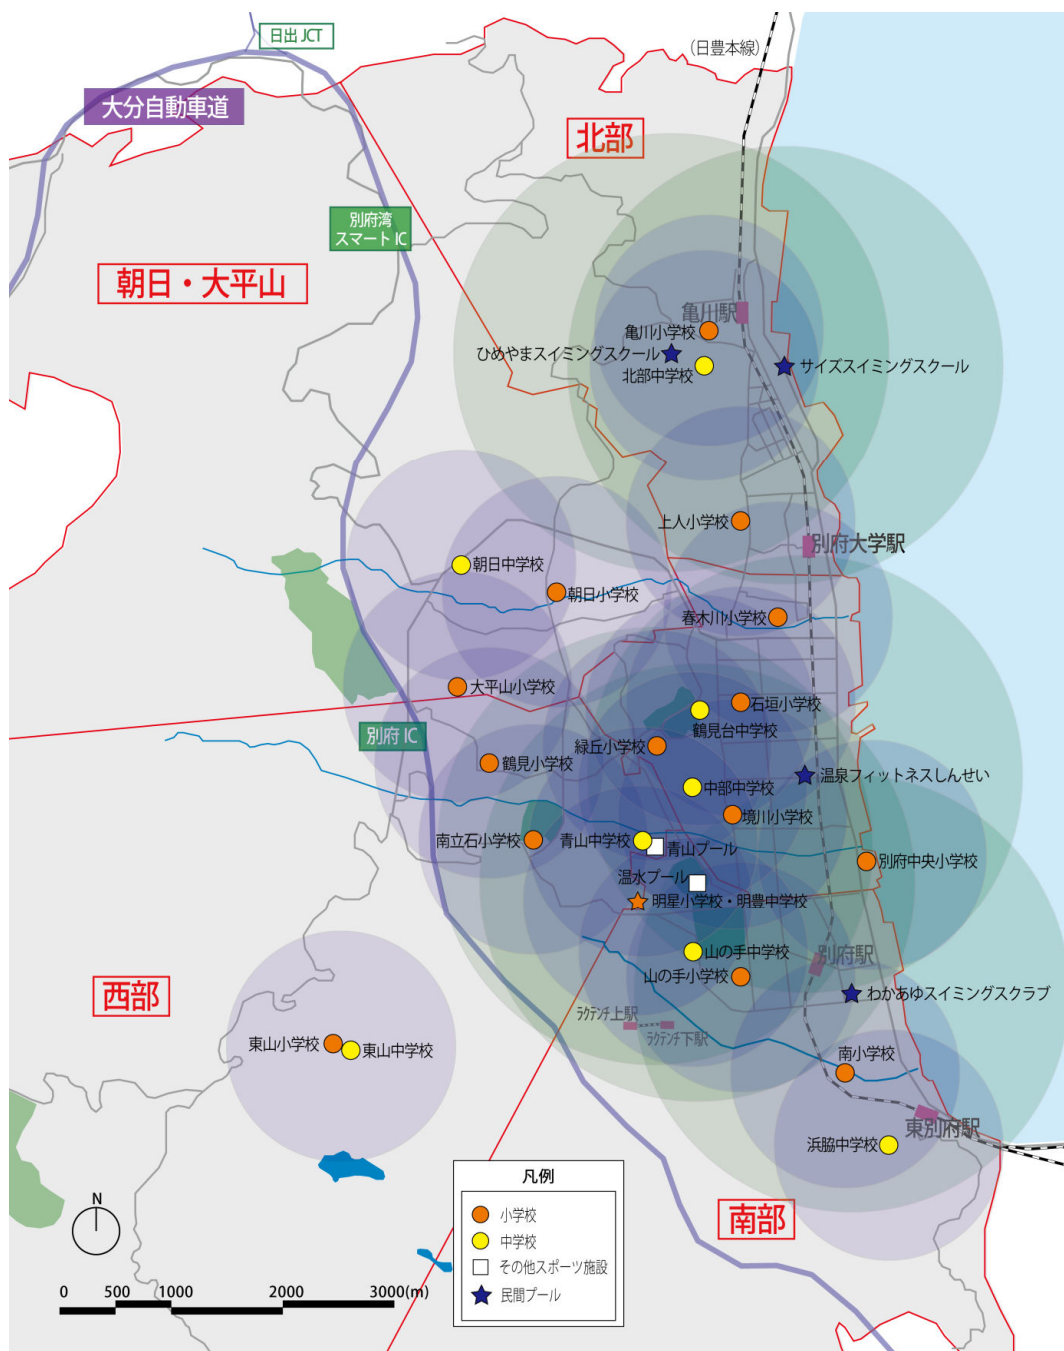 日出 JCT
(日豊本線)
大分自動車道
北部
別府湾
スマート IC
朝日・大平山
亀川駅
亀川小学校
ひめやまスイミングスクール
北部中学校
サイズスイミングスクール
上人小学校
別府大学駅
朝日中学校
朝日小学校
春木川小学校
大平山小学校
石垣小学校
鶴見台中学校
別府 IC
緑丘小学校
鶴見小学校
温泉フィットネスしんせい
中部中学校
境川小学校
南立石小学校
青山中学校
青山プール
別府中央小学校
温水プール
明星小学校・明豊中学校
山の手中学校
別府駅
山の手小学校
西部
わかあゆスイミングスクラブ
ラクテンチ上駅
ラクテンチ下駅
東山小学校
東山中学校
南小学校
東別府駅
浜脇中学校
凡例
小学校
中学校
その他スポーツ施設
民間プール
南部
N
0 500 1000 2000 3000(m)